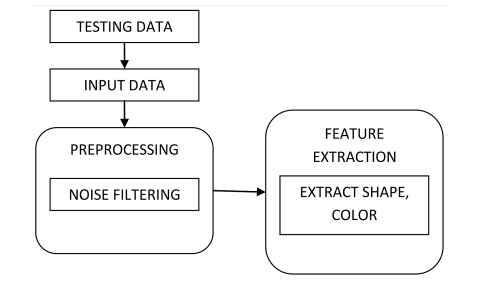 TESTING DATA
INPUT DATA
PREPROCESSING
NOISE FILTERING
FEATURE
EXTRACTION
EXTRACT SHAPE,
COLOR